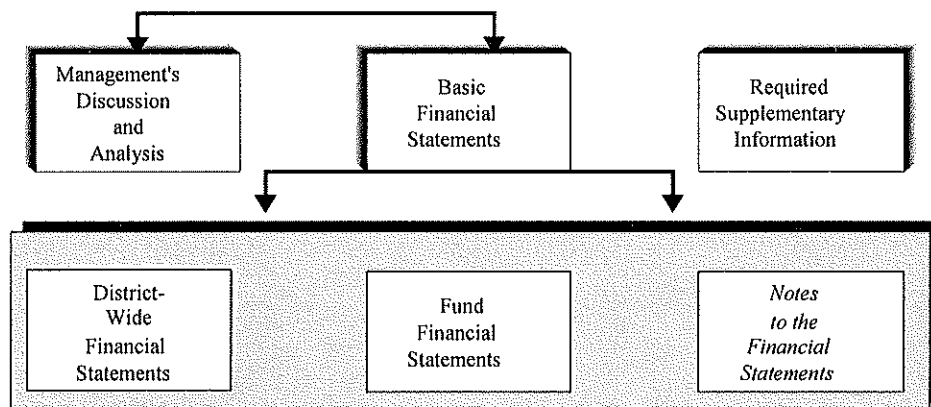 Management's
Discussion
and
Analysis
Basic
Financial
Statements
Required
Supplementary
Information
District-
Wide
Financial
Statements
Fund
Financial
Statements
Notes
to the
Financial
Statements